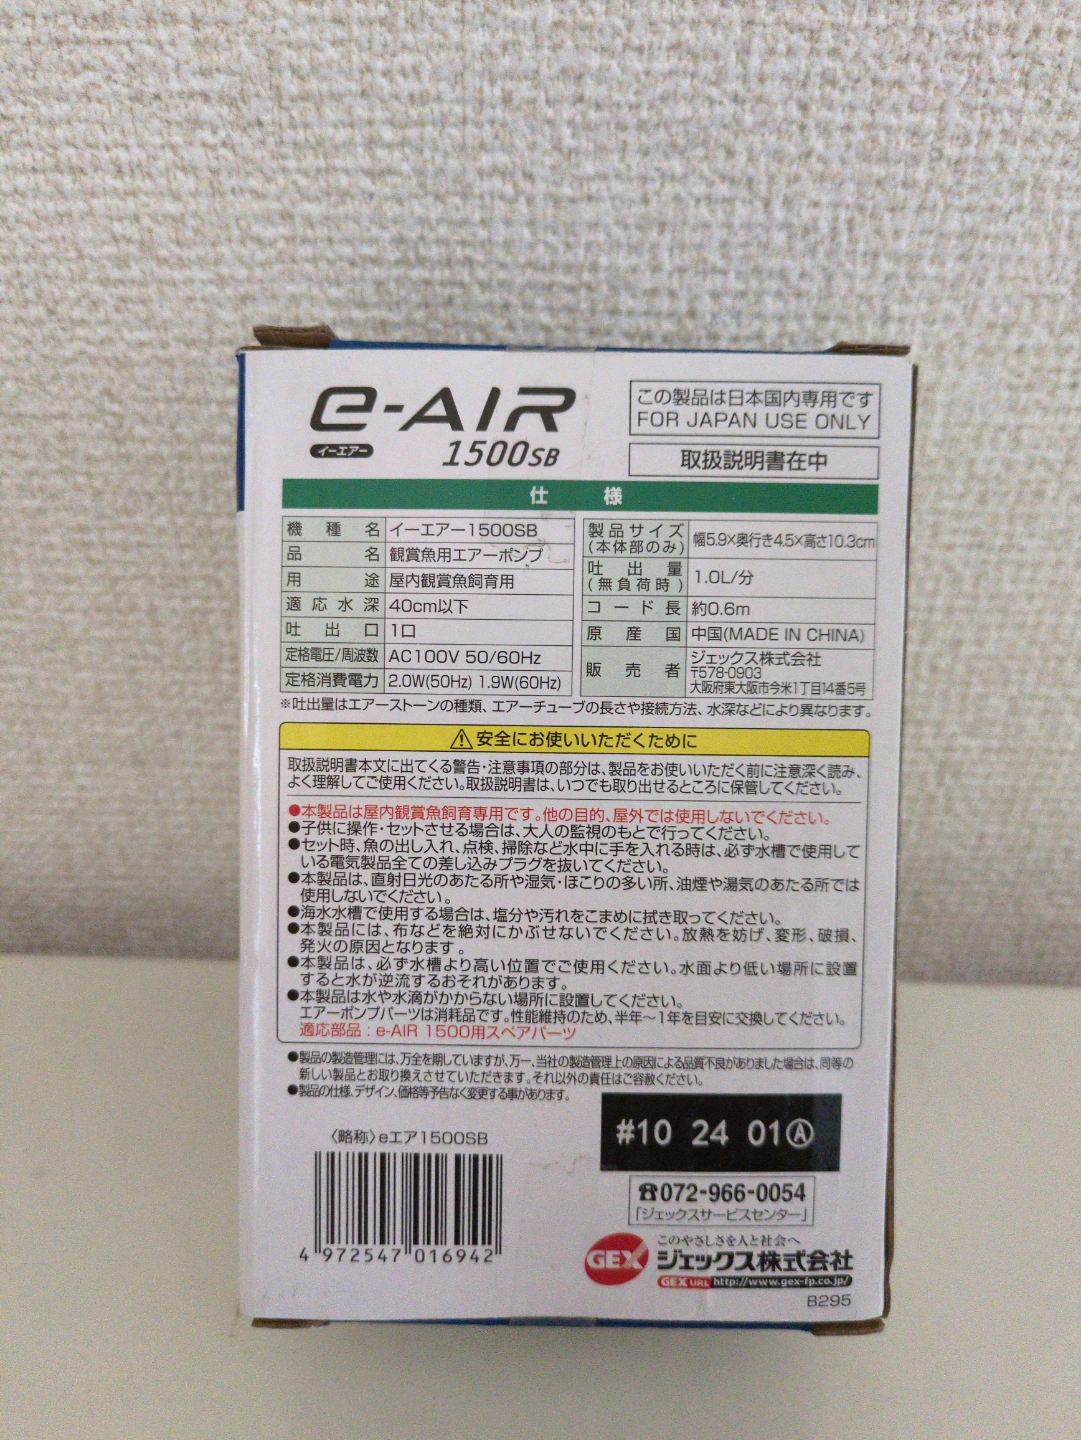 e-AIR
イーエアー
1500SB
この製品は日本国内専用です
FOR JAPAN USE ONLY
取扱説明書在中
仕様
機種名 イーエアー1500SB
品名 観賞魚用エアーポンプ
用途 屋内観賞魚飼育用
適応水深 40cm以下
吐出口 1口
定格電圧/周波数 AC100V 50/60Hz
定格消費電力 2.0W(50Hz) 1.9W(60Hz)
製品サイズ(本体部のみ) 幅5.9×奥行き4.5×高さ10.3cm
吐出量(無負荷時) 1.0L/分
コード長 約0.6m
原産国 中国(MADE IN CHINA)
販売者 ジェックス株式会社
〒578-0903
大阪府東大阪市今米1丁目14番5号
※吐出量はエアーストーンの種類、エアーチューブの長さや接続方法、水深などにより異なります。
安全にお使いいただくために
取扱説明書本文に出てくる警告・注意事項の部分は、製品をお使いいただく前に注意深く読み、
よく理解してご使用ください。取扱説明書は、いつでも取り出せるところに保管してください。
●本製品は屋内観賞魚飼育専用です。他の目的、屋外では使用しないでください。
●子供に操作・セットさせる場合は、大人の監視のもとで行ってください。
●セット時、魚の出し入れ、点検、掃除など水中に手を入れる時は、必ず水槽で使用して
いる電気製品全ての差し込みプラグを抜いてください。
●本製品は、直射日光のあたる所や湿気・ほこりの多い所、油煙や湯気のあたる所では
使用しないでください。
●海水水槽で使用する場合は、塩分や汚れをこまめに拭き取ってください。
●本製品には、布などを絶対にかぶせないでください。放熱を妨げ、変形、破損、
発火の原因となります。
●本製品は、必ず水槽より高い位置でご使用ください。水面より低い場所に設置
すると水が逆流するおそれがあります。
●本製品は水や水滴がかからない場所に設置してください。
エアーポンプパーツは消耗品です。性能維持のため、半年〜1年を目安に交換してください。
適応部品：e-AIR 1500用スペアパーツ
●製品の製造管理には、万全を期していますが、万一、当社の製造管理上の原因による品質不良がありました場合は、同等の
新しい製品とお取り換えさせていただきます。それ以外の責任はご容赦ください。
●製品の仕様、デザイン、価格等予告なく変更する事があります。
〈略称〉eエア1500SB
4 972547 016942
#10 24 01Ⓐ
☎072-966-0054
「ジェックスサービスセンター」
GEX
このやさしさを人と社会へ
ジェックス株式会社
GEX URL http://www.gex-fp.co.jp/
B295